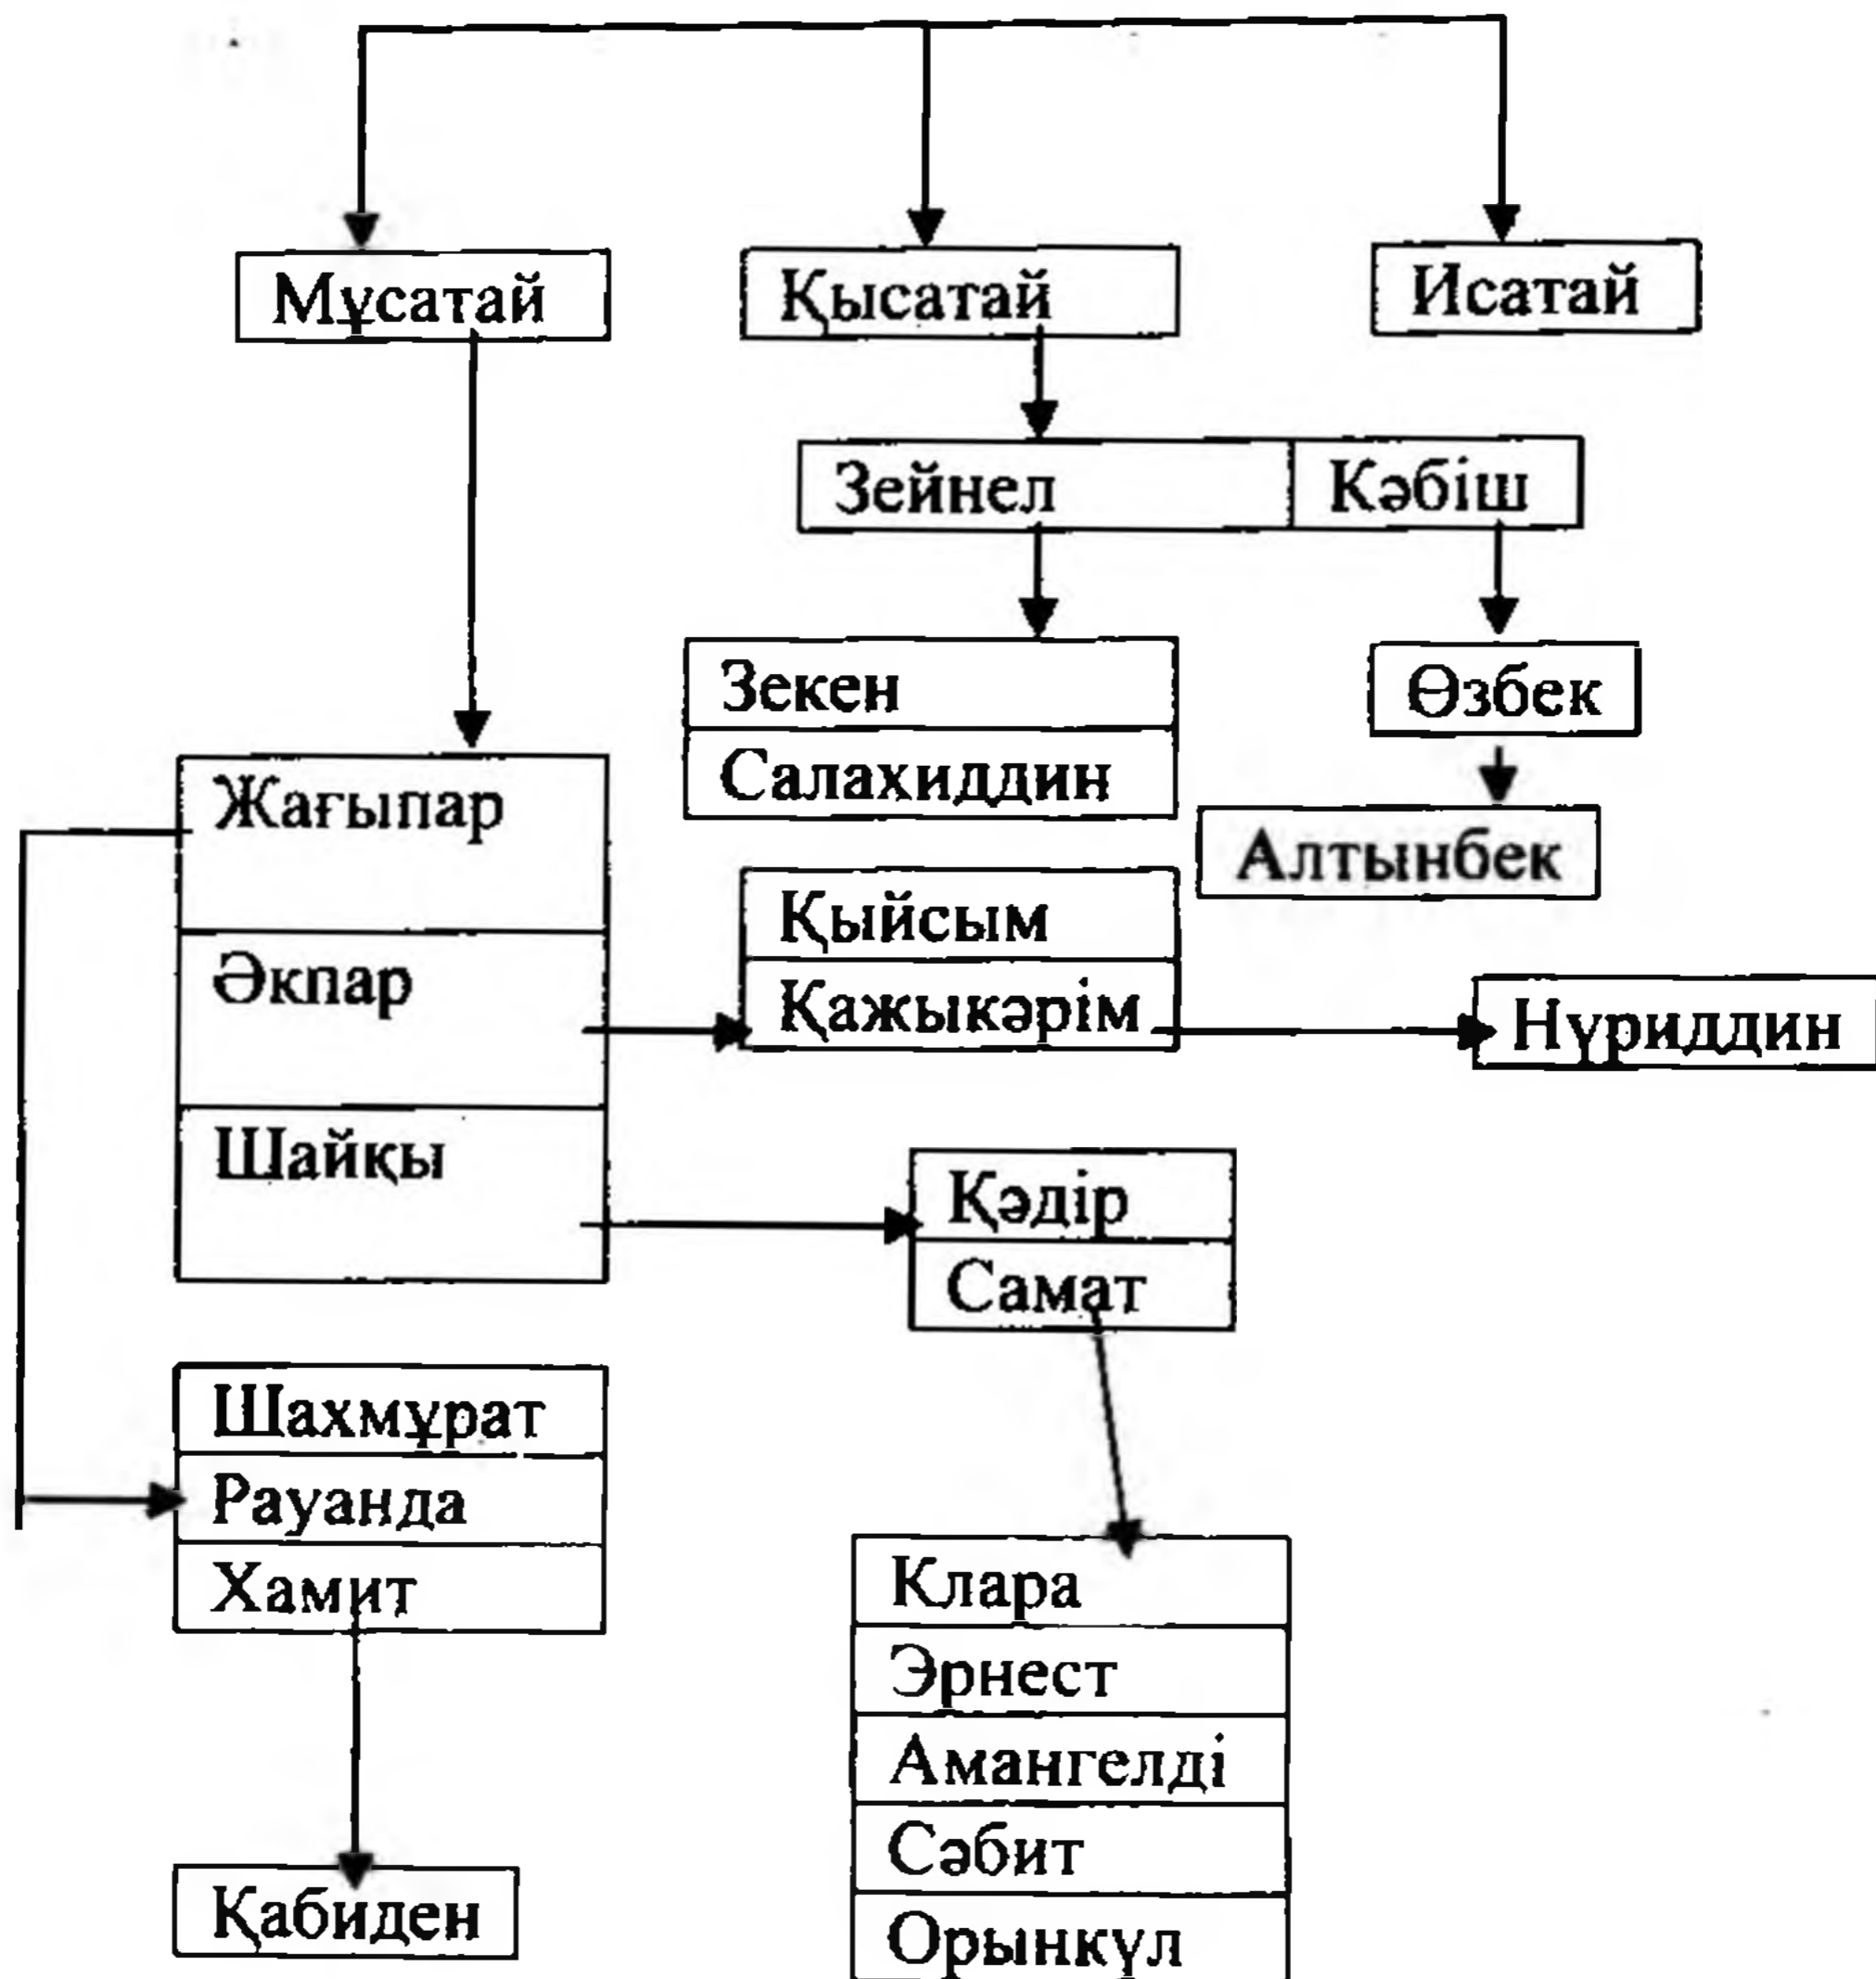 Мұсатай
Қысатай
Исатай
Зейнел
Кәбіш
Зекен
Салахиддин
Өзбек
Алтынбек
Жағыпар
Әкпар
Шайқы
Қыйсым
Қажыкәрім
Нүриддин
Қәдір
Самат
Шахмұрат
Рауанда
Хамит
Клара
Эрнест
Амангелді
Сәбит
Орынкүл
Қабиден